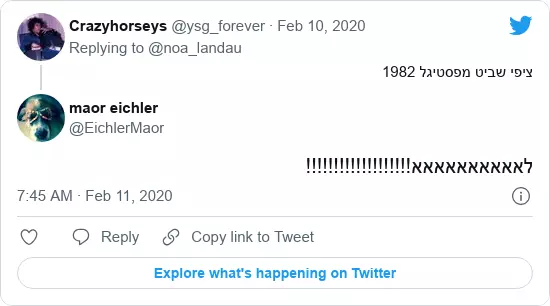 Crazyhorseys @ysg_forever · Feb 10, 2020
Replying to @noa_landau
ציפי שביט מפסטיגל 1982
maor eichler
@EichlerMaor
לאאאאאאאאאא!!!!!!!!!!!!!!!!!!!
7:45 AM · Feb 11, 2020
Reply
Copy link to Tweet
Explore what's happening on Twitter